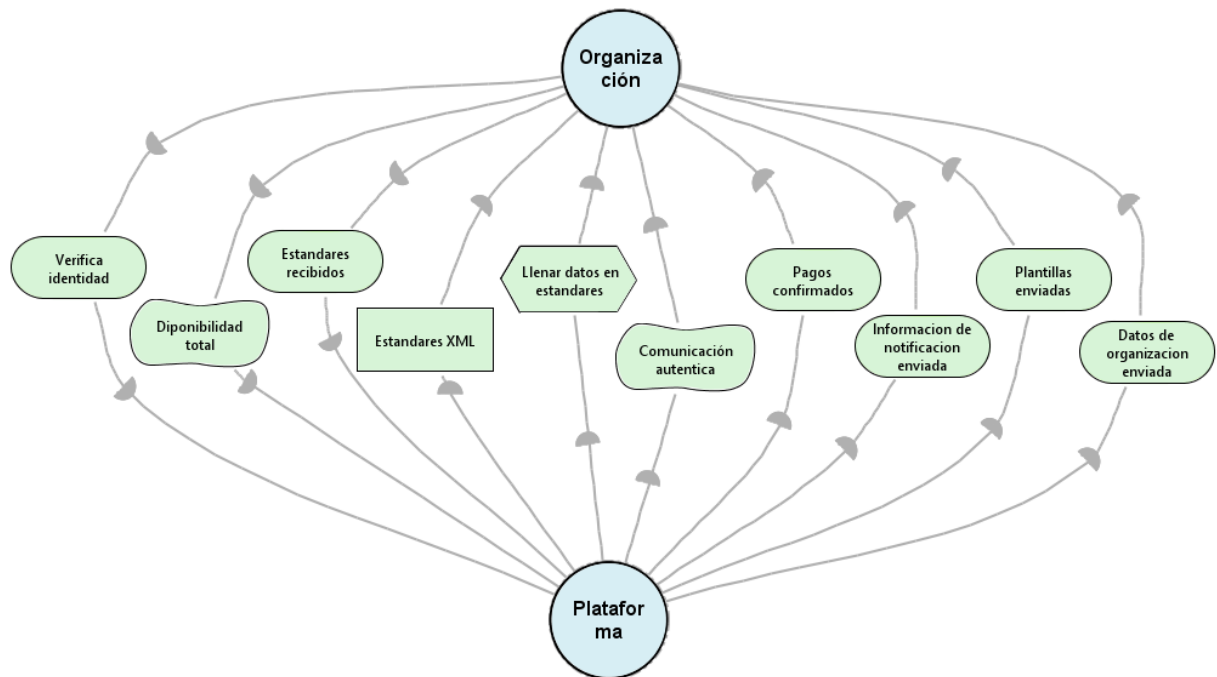 Organiza
ción
Verifica
identidad
Diponibilidad
total
Estandares
recibidos
Estandares XML
Llenar datos en
estandares
Comunicación
autentica
Pagos
confirmados
Informacion de
notificacion
enviada
Plantillas
enviadas
Datos de
organizacion
enviada
Platafor
ma